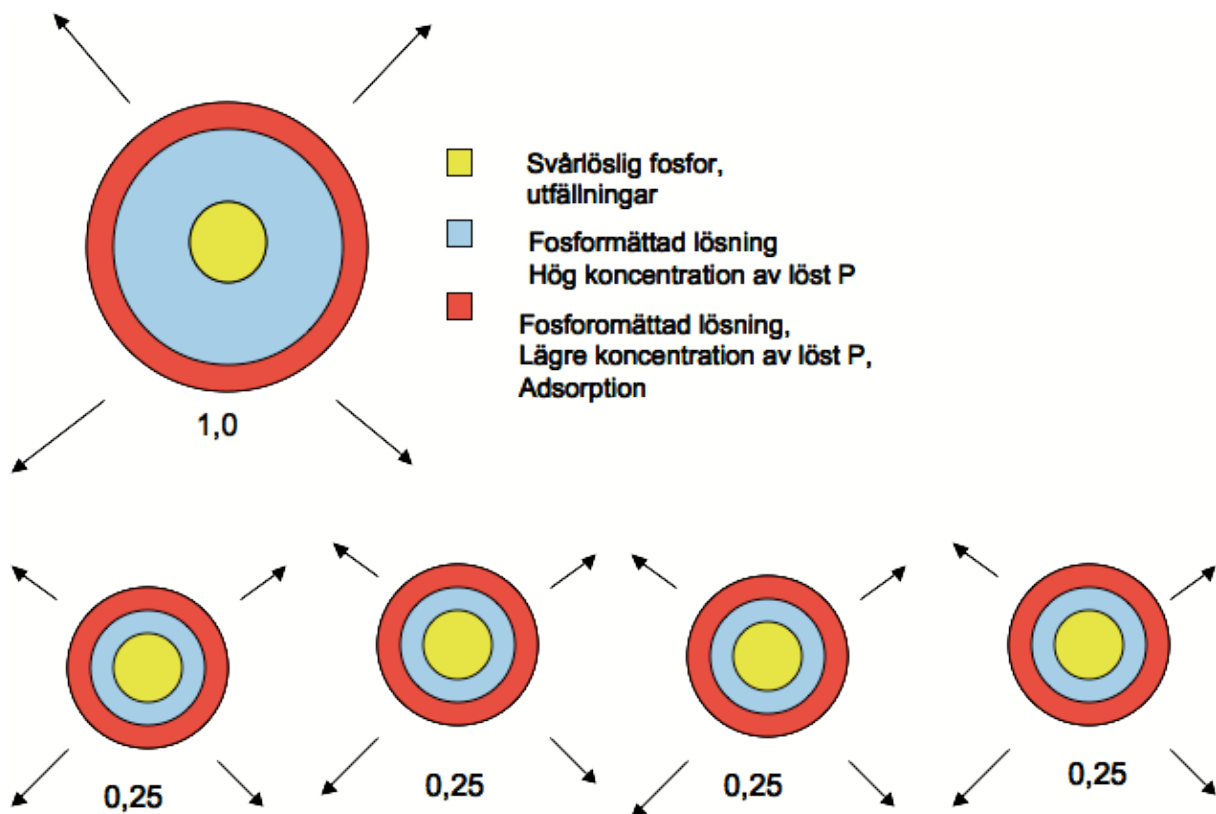 Svårlöslig fosfor,
utfällningar
Fosformättad lösning
Hög koncentration av löst P
Fosforomättad lösning,
Lägre koncentration av löst P,
Adsorption
1,0
0,25
0,25
0,25
0,25